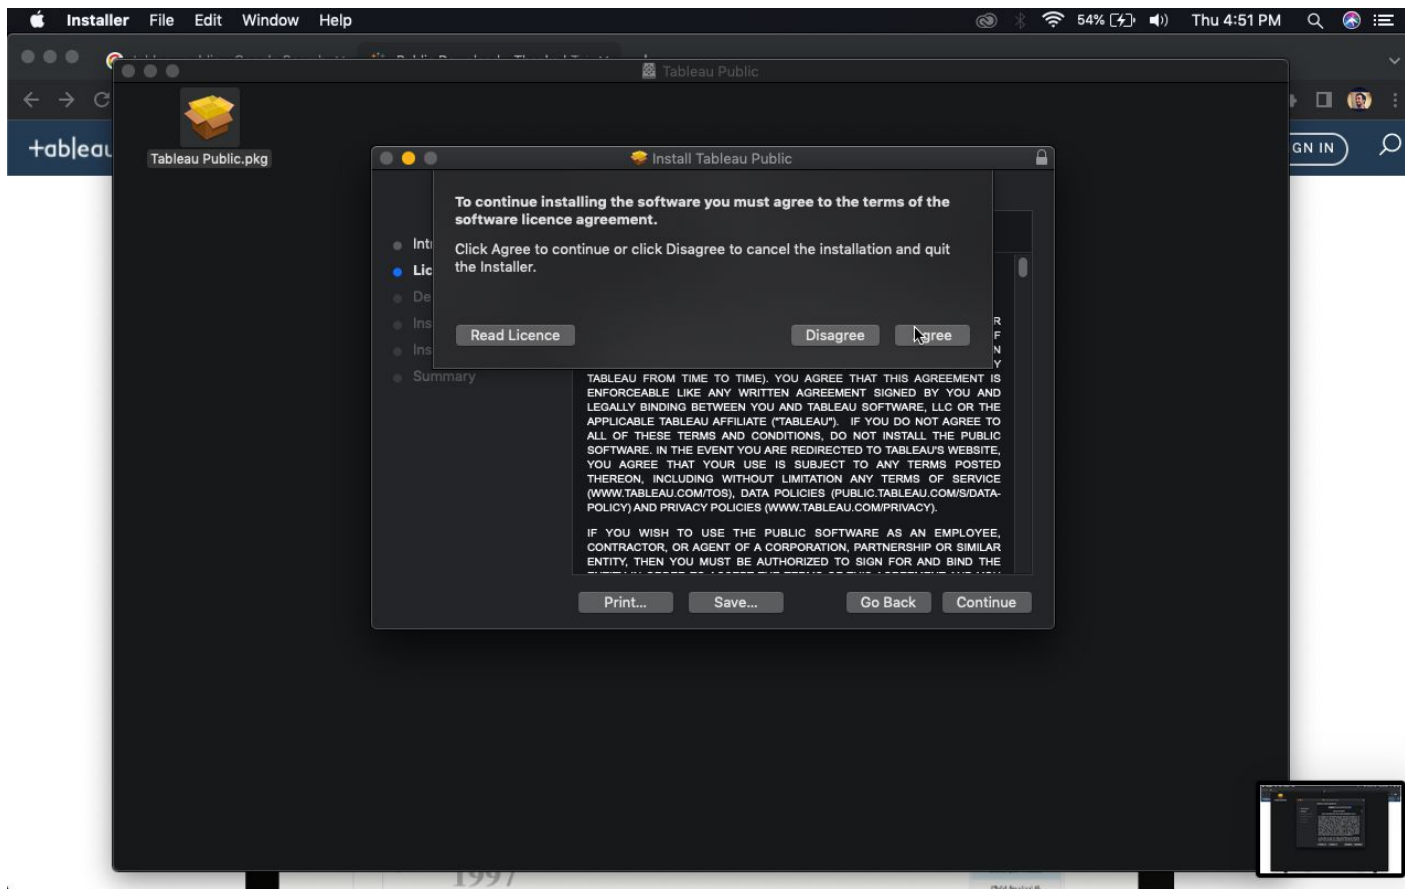 Installer File Edit Window Help 54% Thu 4:51 PM
Tableau Public
+ab|eau
GN IN
Tableau Public.pkg
Install Tableau Public
To continue installing the software you must agree to the terms of the
software licence agreement.
Click Agree to continue or click Disagree to cancel the installation and quit
the Installer.
Read Licence Disagree Agree
Summary
TABLEAU FROM TIME TO TIME). YOU AGREE THAT THIS AGREEMENT IS
ENFORCEABLE LIKE ANY WRITTEN AGREEMENT SIGNED BY YOU AND
LEGALLY BINDING BETWEEN YOU AND TABLEAU SOFTWARE, LLC OR THE
APPLICABLE TABLEAU AFFILIATE ("TABLEAU"). IF YOU DO NOT AGREE TO
ALL OF THESE TERMS AND CONDITIONS, DO NOT INSTALL THE PUBLIC
SOFTWARE. IN THE EVENT YOU ARE REDIRECTED TO TABLEAU'S WEBSITE,
YOU AGREE THAT YOUR USE IS SUBJECT TO ANY TERMS POSTED
THEREON, INCLUDING WITHOUT LIMITATION ANY TERMS OF SERVICE
(WWW.TABLEAU.COM/TOS), DATA POLICIES (PUBLIC.TABLEAU.COM/S/DATA-
POLICY) AND PRIVACY POLICIES (WWW.TABLEAU.COM/PRIVACY).
IF YOU WISH TO USE THE PUBLIC SOFTWARE AS AN EMPLOYEE,
CONTRACTOR, OR AGENT OF A CORPORATION, PARTNERSHIP OR SIMILAR
ENTITY, THEN YOU MUST BE AUTHORIZED TO SIGN FOR AND BIND THE
Print... Save... Go Back Continue
1997